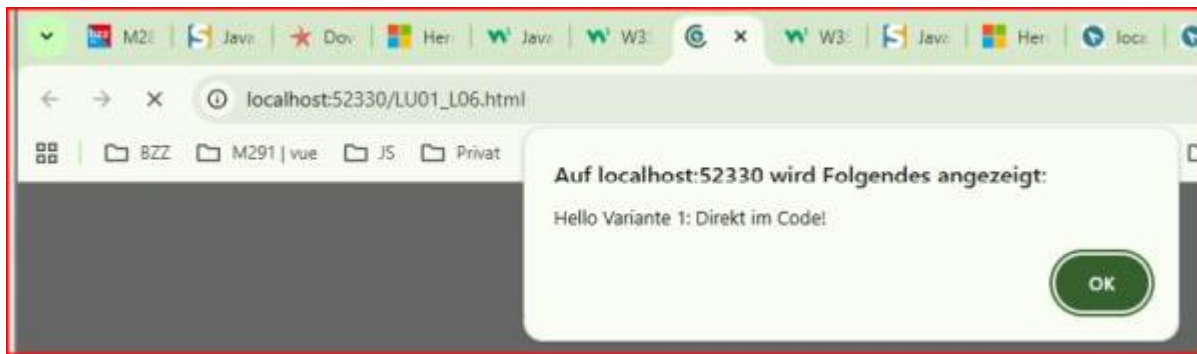 M28 Java Dov Her Java W3 W3 Java Her loca
localhost:52330/LU01_L06.html
BZZ M291 | vue JS Privat
Auf localhost:52330 wird Folgendes angezeigt:
Hello Variante 1: Direkt im Code!
OK